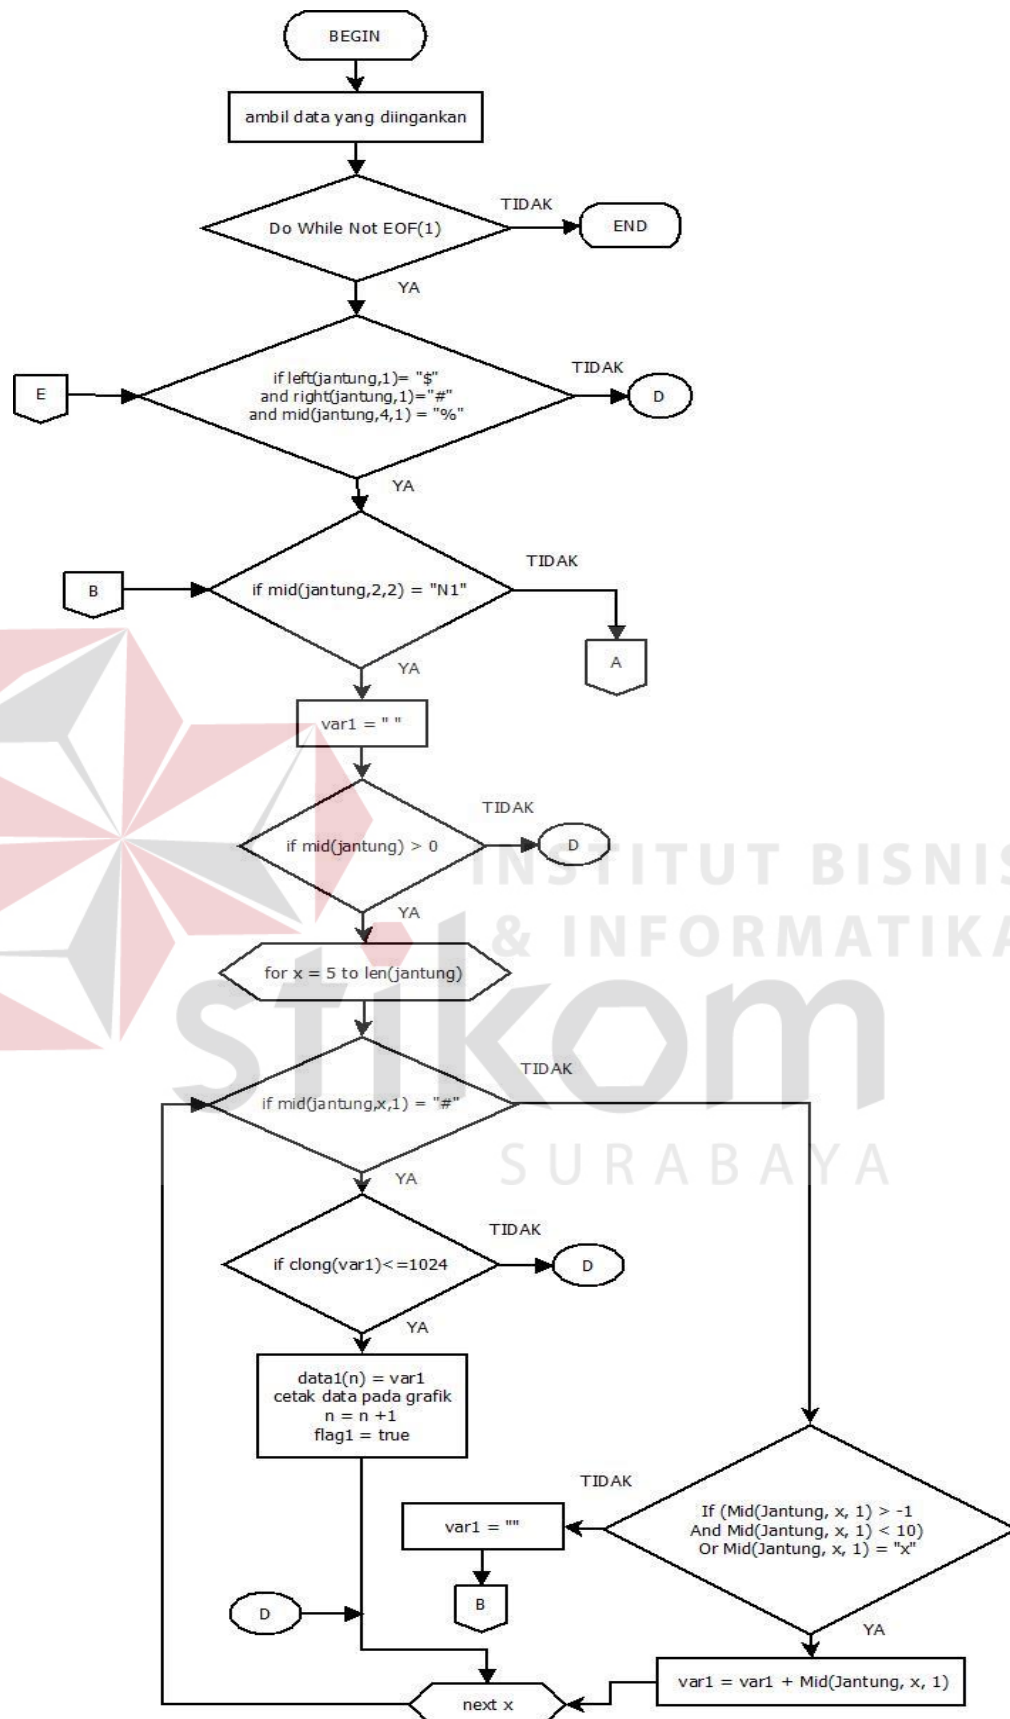 BEGIN
ambil data yang diingankan
Do While Not EOF(1)
TIDAK
END
YA
E
if left(jantung,1)= "$"
and right(jantung,1)="#"
and mid(jantung,4,1) = "%"
TIDAK
D
YA
B
if mid(jantung,2,2) = "N1"
TIDAK
A
YA
var1 = " "
if mid(jantung) > 0
TIDAK
D
YA
for x = 5 to len(jantung)
INSTITUT BISNIS
& INFORMATIKA
stikom
SURABAYA
if mid(jantung,x,1) = "#"
TIDAK
YA
if clong(var1)<=1024
TIDAK
D
YA
data1(n) = var1
cetak data pada grafik
n = n +1
flag1 = true
If (Mid(Jantung, x, 1) > -1
And Mid(Jantung, x, 1) < 10)
Or Mid(Jantung, x, 1) = "x"
TIDAK
var1 = ""
B
D
YA
var1 = var1 + Mid(Jantung, x, 1)
next x